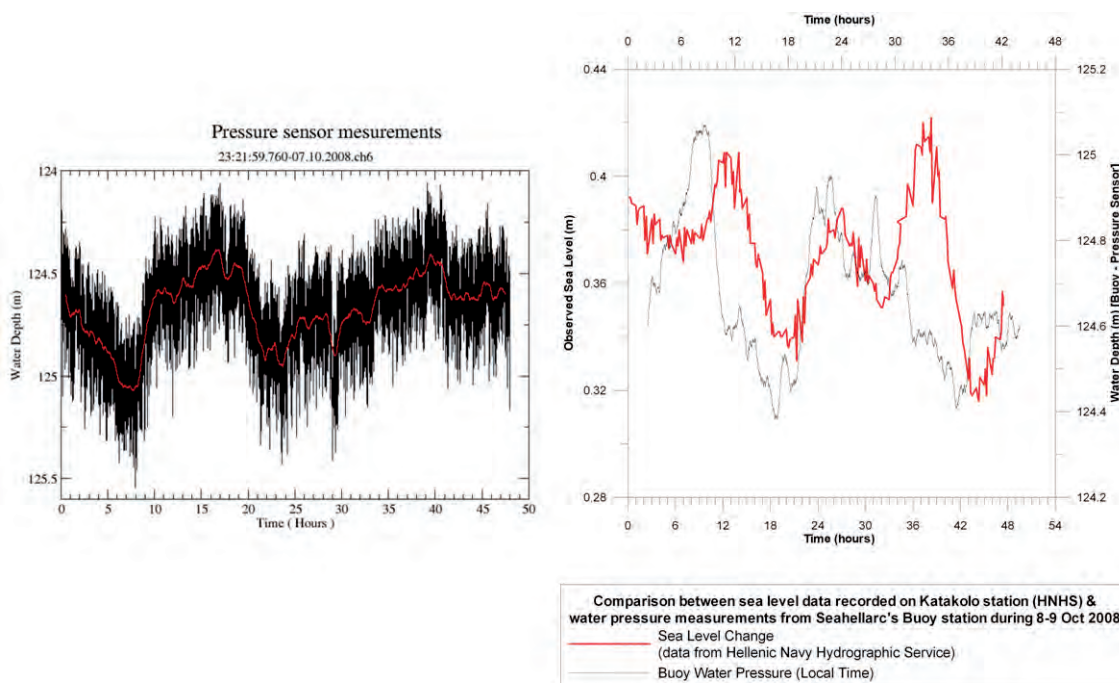 Pressure sensor mesurements
23:21:59.760-07.10.2008.ch6
124
124.5
125
125.5
Water Depth (m)
0 5 10 15 20 25 30 35 40 45 50
Time ( Hours )
Time (hours)
0 6 12 18 24 30 36 42 48
0.44
0.4
0.36
0.32
0.28
Observed Sea Level (m)
125.2
125
124.8
124.6
124.4
124.2
Water Depth(m) [Buoy - Pressure Sensor]
0 6 12 18 24 30 36 42 48 54
Time (hours)
Comparison between sea level data recorded on Katakolo station (HNHS) &
water pressure measurements from Seahellarc's Buoy station during 8-9 Oct 2008
Sea Level Change
(data from Hellenic Navy Hydrographic Service)
Buoy Water Pressure (Local Time)